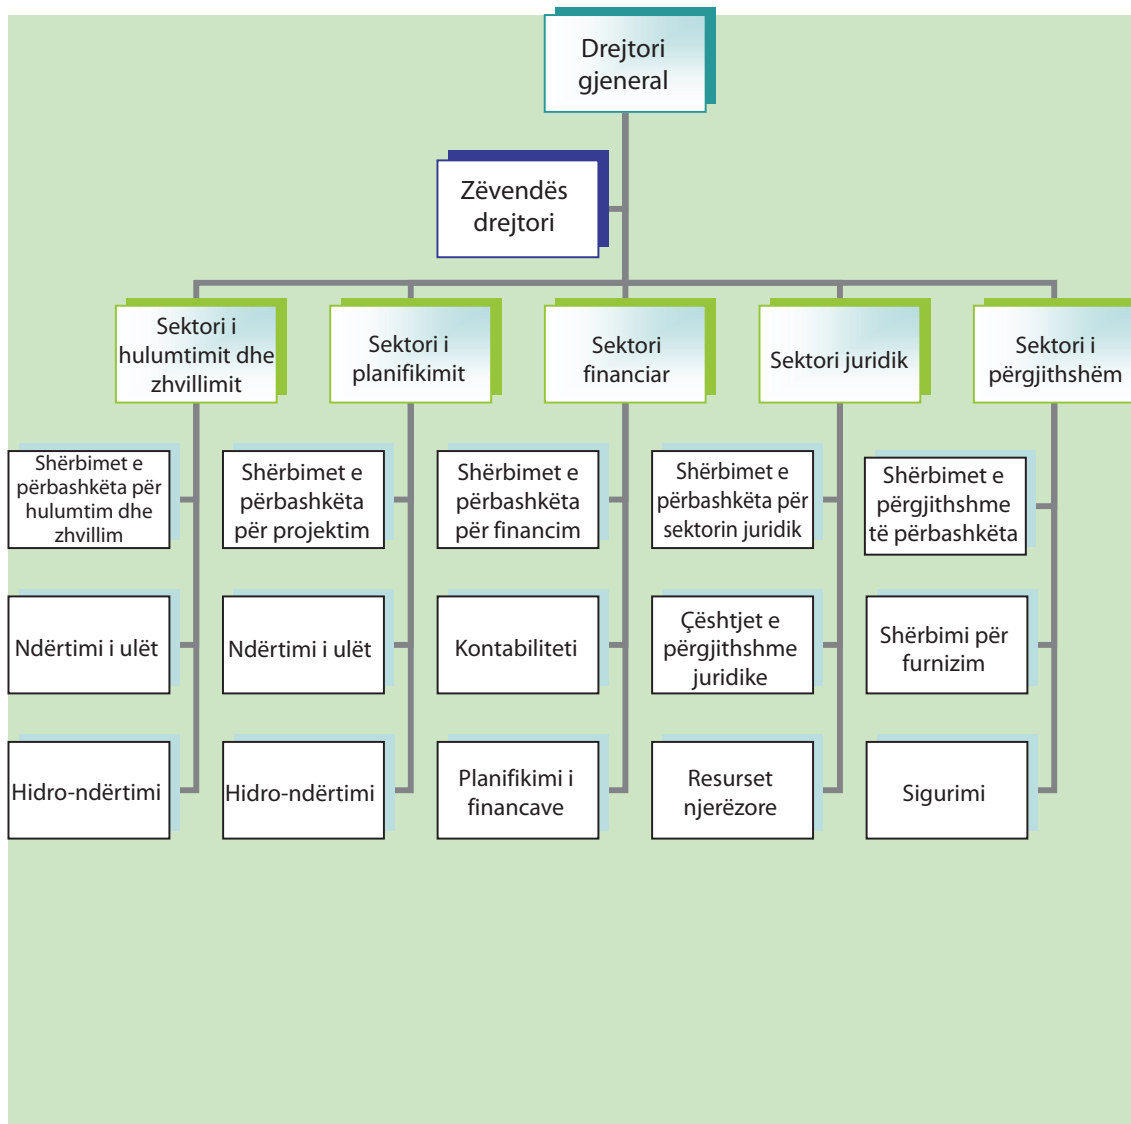 Drejtori
gjeneral
Zëvendës
drejtori
Sektori i
hulumtimit dhe
zhvillimit
Sektori i
planifikimit
Sektori
financiar
Sektori juridik
Sektori i
përgjithshëm
Shërbimet e
përbashkëta për
hulumtim dhe
zhvillim
Shërbimet e
përbashkëta
për projektim
Shërbimet e
përbashkëta
për financim
Shërbimet e
përbashkëta për
sektorin juridik
Shërbimet e
përgjithshme
të përbashkëta
Ndërtimi i ulët
Ndërtimi i ulët
Kontabiliteti
Çështjet e
përgjithshme
juridike
Shërbimi për
furnizim
Hidro-ndërtimi
Hidro-ndërtimi
Planifikimi i
financave
Resurset
njerëzore
Sigurimi